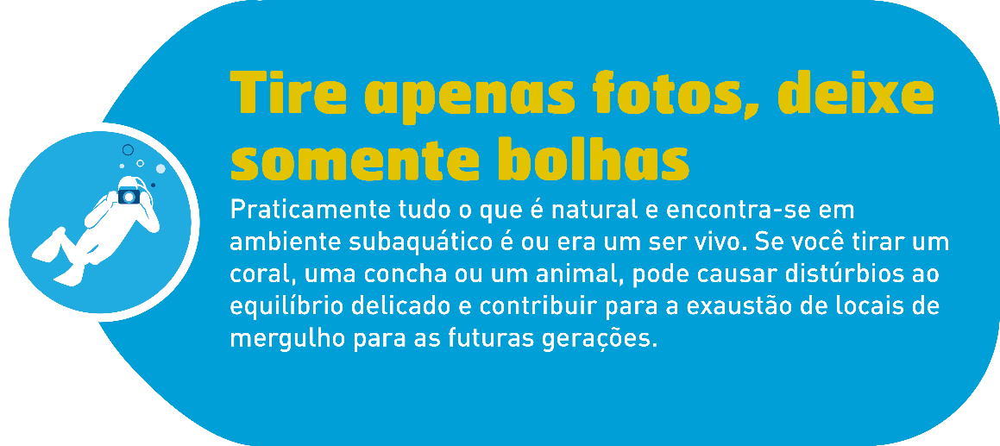 Tire apenas fotos, deixe
somente bolhas
Praticamente tudo o que é natural e encontra-se em
ambiente subaquático é ou era um ser vivo. Se você tirar um
coral, uma concha ou um animal, pode causar distúrbios ao
equilíbrio delicado e contribuir para a exaustão de locais de
mergulho para as futuras gerações.